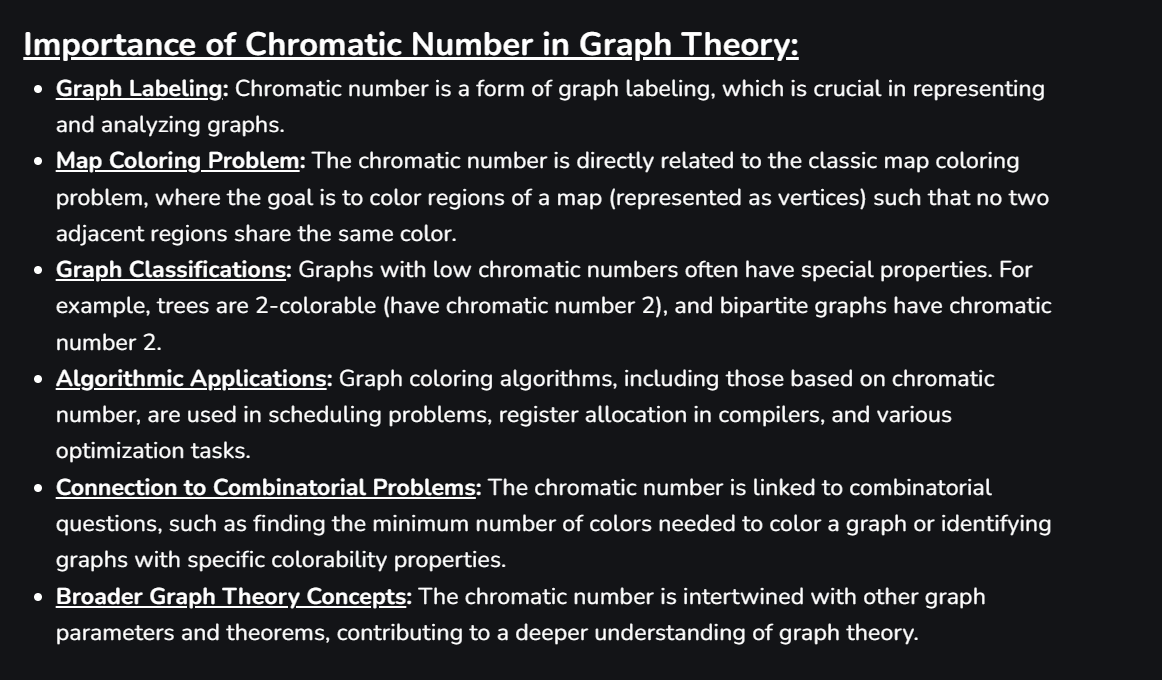 Importance of Chromatic Number in Graph Theory:
• Graph Labeling: Chromatic number is a form of graph labeling, which is crucial in representing
and analyzing graphs.
• Map Coloring Problem: The chromatic number is directly related to the classic map coloring
problem, where the goal is to color regions of a map (represented as vertices) such that no two
adjacent regions share the same color.
• Graph Classifications: Graphs with low chromatic numbers often have special properties. For
example, trees are 2-colorable (have chromatic number 2), and bipartite graphs have chromatic
number 2.
• Algorithmic Applications: Graph coloring algorithms, including those based on chromatic
number, are used in scheduling problems, register allocation in compilers, and various
optimization tasks.
• Connection to Combinatorial Problems: The chromatic number is linked to combinatorial
questions, such as finding the minimum number of colors needed to color a graph or identifying
graphs with specific colorability properties.
• Broader Graph Theory Concepts: The chromatic number is intertwined with other graph
parameters and theorems, contributing to a deeper understanding of graph theory.